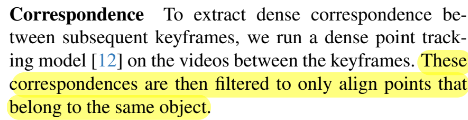 Correspondence To extract dense correspondence be-
tween subsequent keyframes, we run a dense point track-
ing model [12] on the videos between the keyframes. These
correspondences are then filtered to only align points that
belong to the same object.